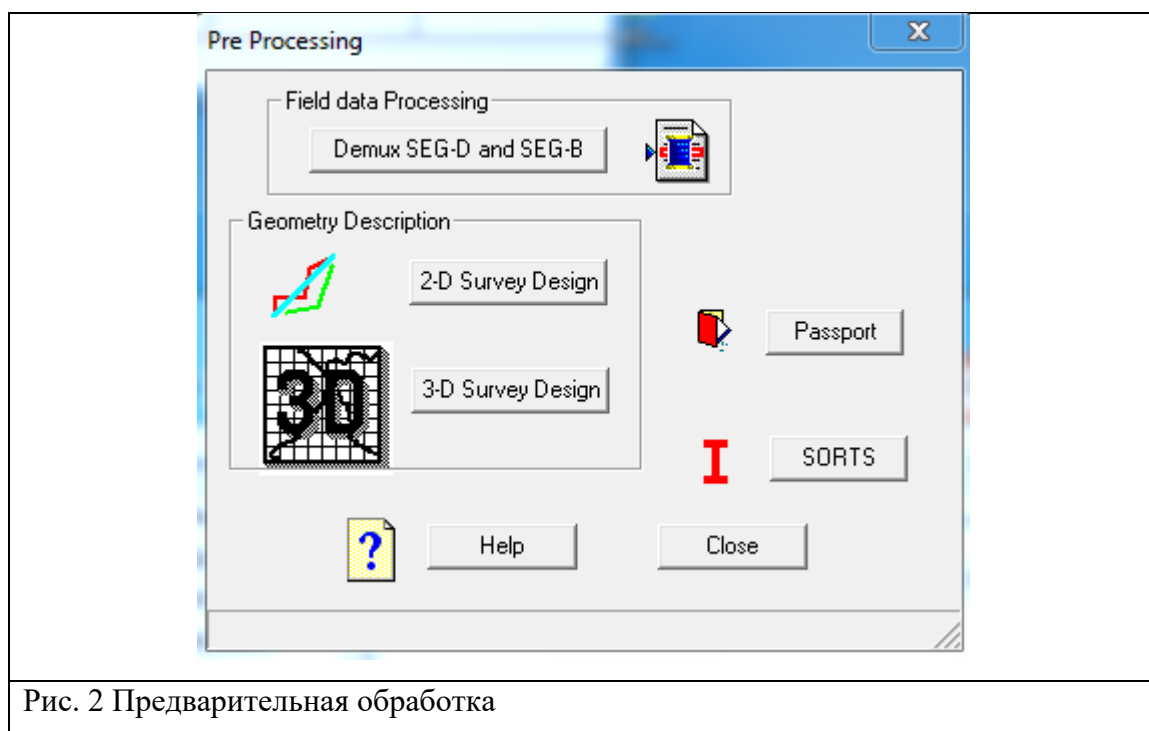 Pre Processing
Field data Processing
Demux SEG-D and SEG-B
Geometry Description
2-D Survey Design
3D
3-D Survey Design
Passport
I
SORTS
?
Help
Close
Рис. 2 Предварительная обработка